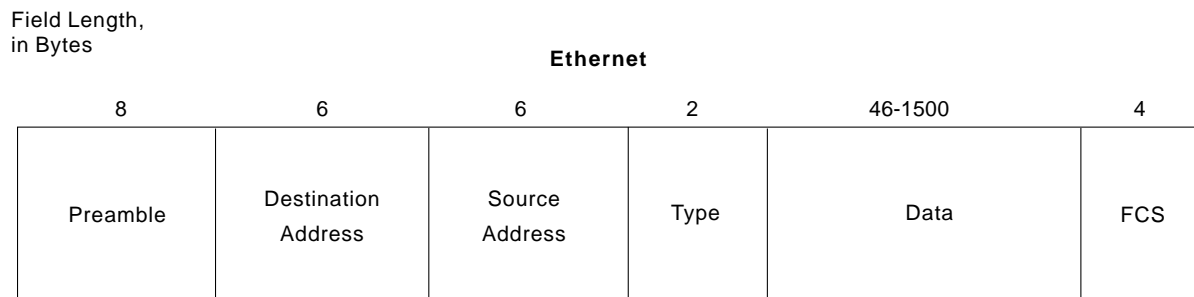 Field Length,
in Bytes
Ethernet
8 6 6 2 46-1500 4
Preamble
Destination
Address
Source
Address
Type
Data
FCS